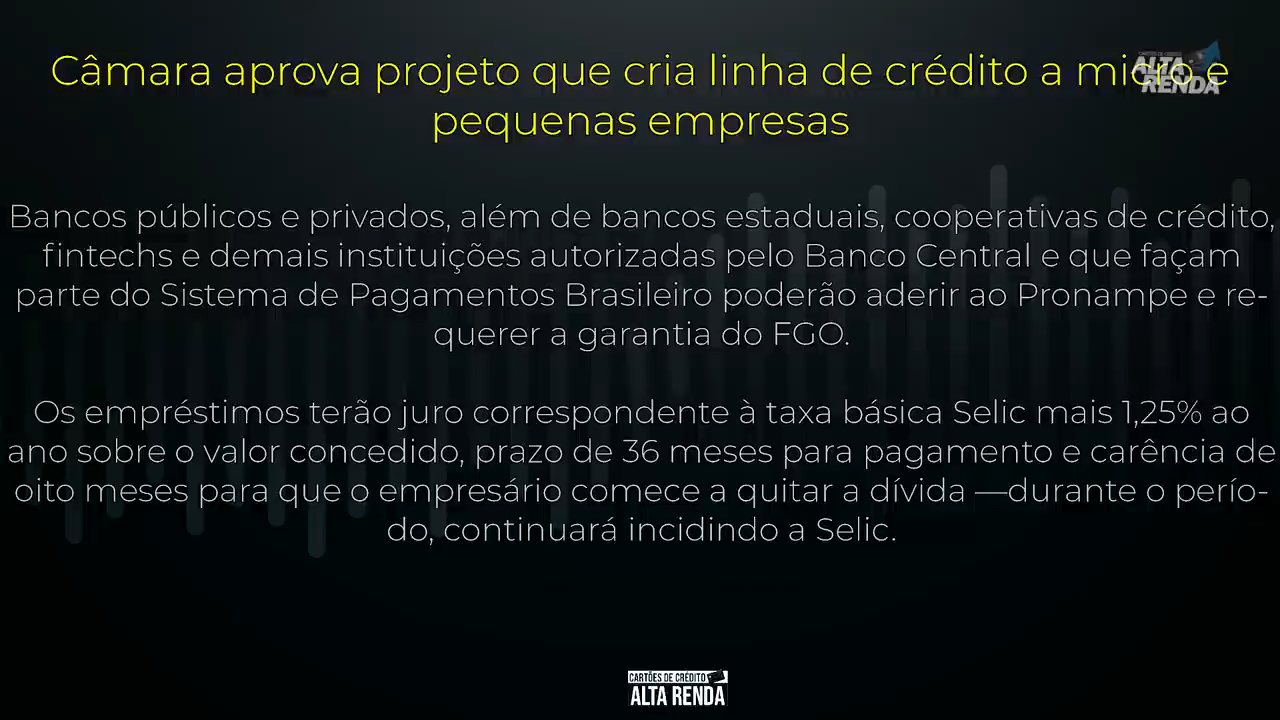 Câmara aprova projeto que cria linha de crédito a micro e
pequenas empresas
ALTA
RENDA
Bancos públicos e privados, além de bancos estaduais, cooperativas de crédito,
fintechs e demais instituições autorizadas pelo Banco Central e que façam
parte do Sistema de Pagamentos Brasileiro poderão aderir ao Pronampe e re-
querer a garantia do FGO.
Os empréstimos terão juro correspondente à taxa básica Selic mais 1,25% ao
ano sobre o valor concedido, prazo de 36 meses para pagamento e carência de
oito meses para que o empresário comece a quitar a dívida —durante o perío-
do, continuará incidindo a Selic.
CARTÕES DE CRÉDITO
ALTA RENDA